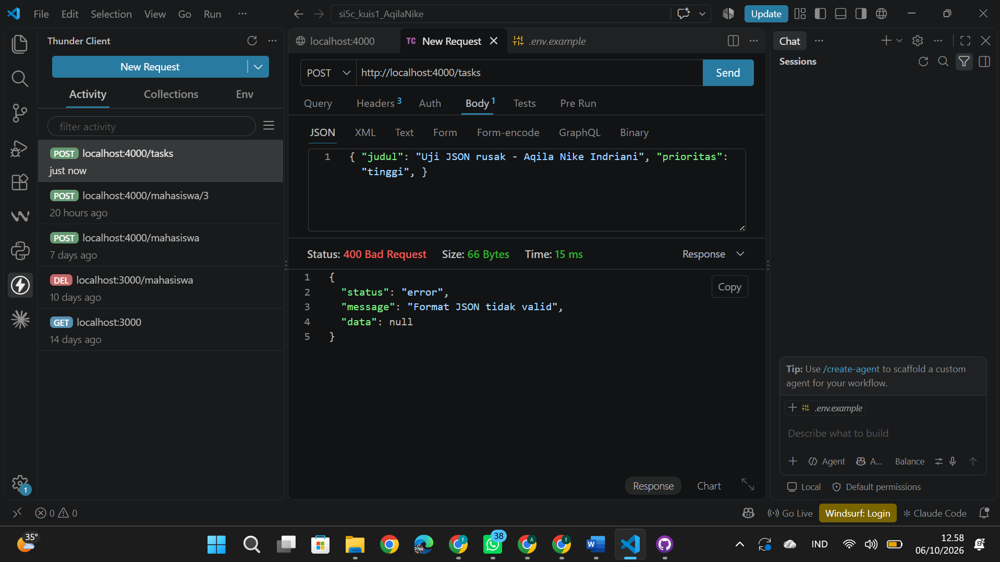 File Edit Selection View Go Run ···
si5c_kuis1_AqilaNike
Update
Thunder Client
New Request
Activity Collections Env
filter activity
POST localhost:4000/tasks
just now
POST localhost:4000/mahasiswa/3
20 hours ago
POST localhost:4000/mahasiswa
7 days ago
DEL localhost:3000/mahasiswa
10 days ago
GET localhost:3000
14 days ago
1
localhost:4000
TC New Request
.env.example
POST http://localhost:4000/tasks Send
Query Headers 3 Auth Body 1 Tests Pre Run
JSON XML Text Form Form-encode GraphQL Binary
1 { "judul": "Uji JSON rusak - Aqila Nike Indriani", "prioritas":
"tinggi", }
Status: 400 Bad Request Size: 66 Bytes Time: 15 ms Response
1 {
2 "status": "error",
3 "message": "Format JSON tidak valid",
4 "data": null
5 }
Copy
Response Chart
Chat
Sessions
Tip: Use /create-agent to scaffold a custom
agent for your workflow.
.env.example
Describe what to build
Agent A... Balance
Local Default permissions
0 0
Go Live Windsurf: Login Claude Code
35°
38
IND
12.58
06/10/2026